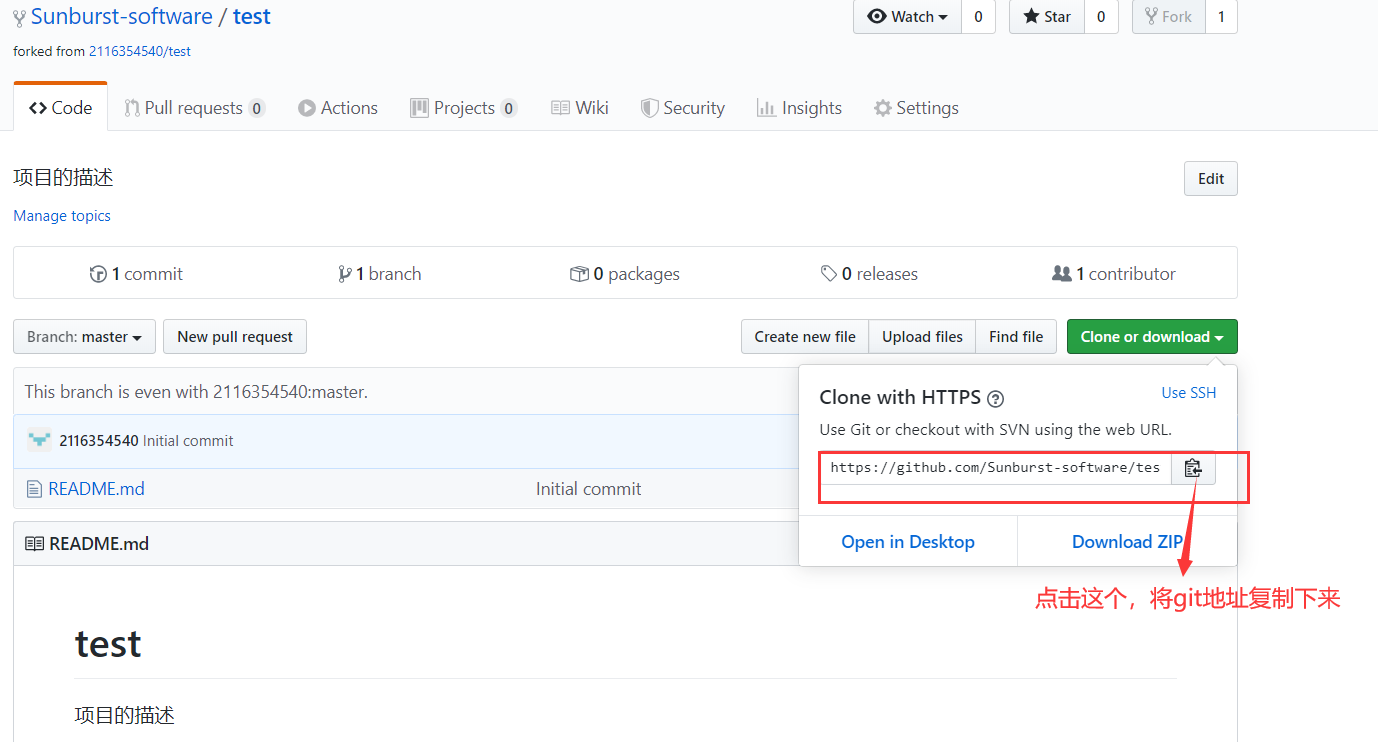 Sunburst-software / test
Watch 0 Star 0 Fork 1
forked from 2116354540/test
Code Pull requests 0 Actions Projects 0 Wiki Security Insights Settings
项目的描述
Edit
Manage topics
1 commit 1 branch 0 packages 0 releases 1 contributor
Branch: master New pull request Create new file Upload files Find file Clone or download
This branch is even with 2116354540:master.
2116354540 Initial commit
README.md Initial commit
Clone with HTTPS ? Use SSH
Use Git or checkout with SVN using the web URL.
https://github.com/Sunburst-software/tes
Open in Desktop Download ZIP
点击这个，将git地址复制下来
README.md
test
项目的描述